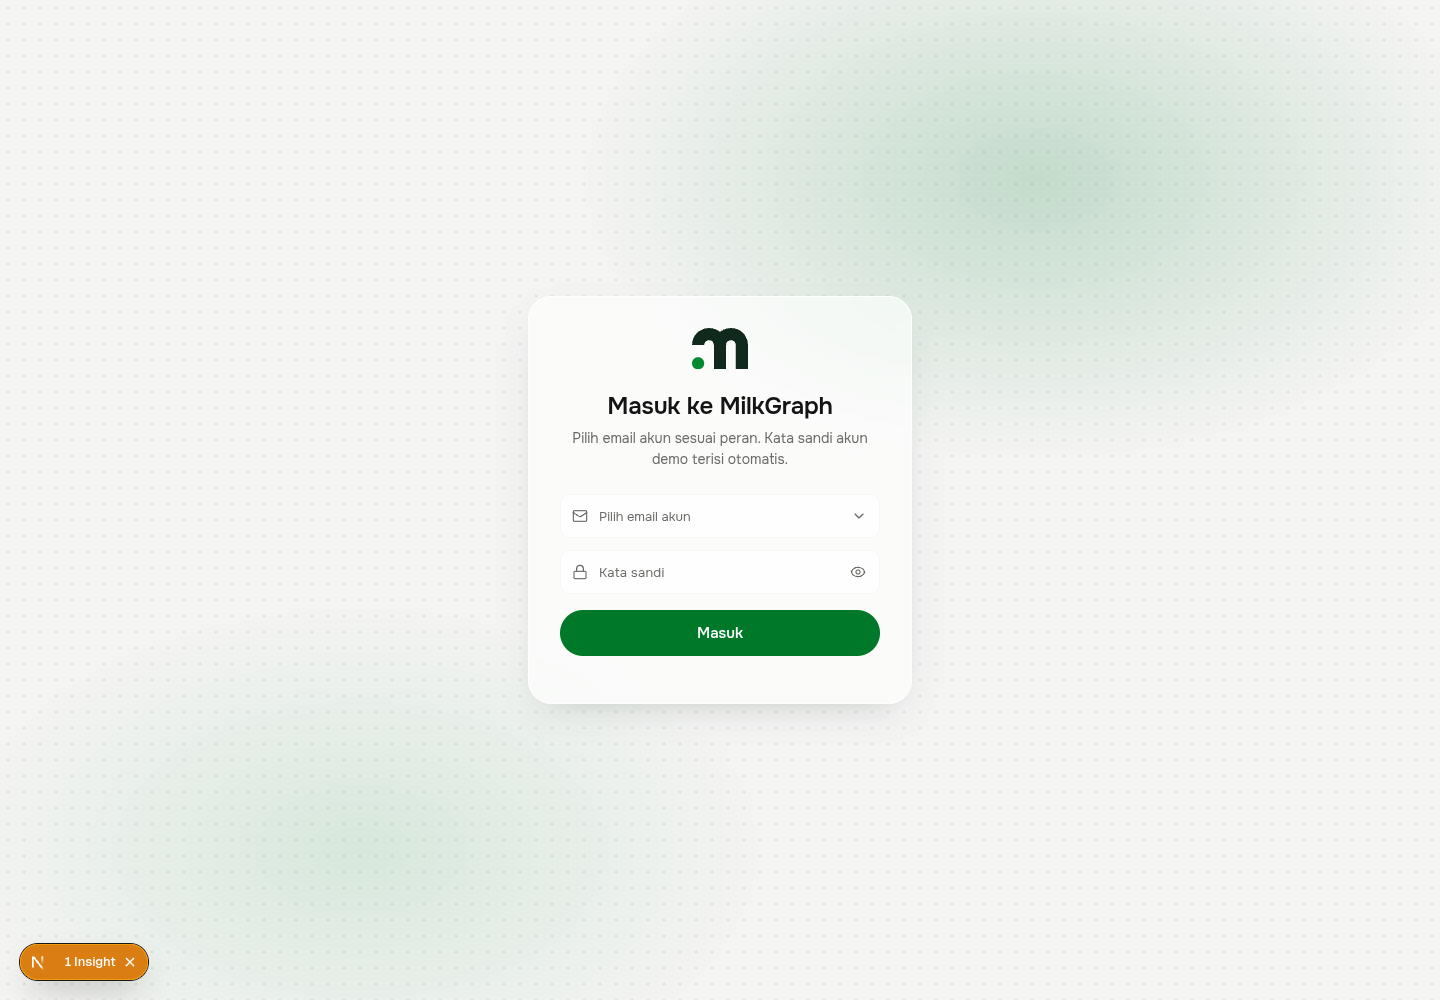 Masuk ke MilkGraph
Pilih email akun sesuai peran. Kata sandi akun
demo terisi otomatis.
Pilih email akun
Kata sandi
Masuk
1 Insight